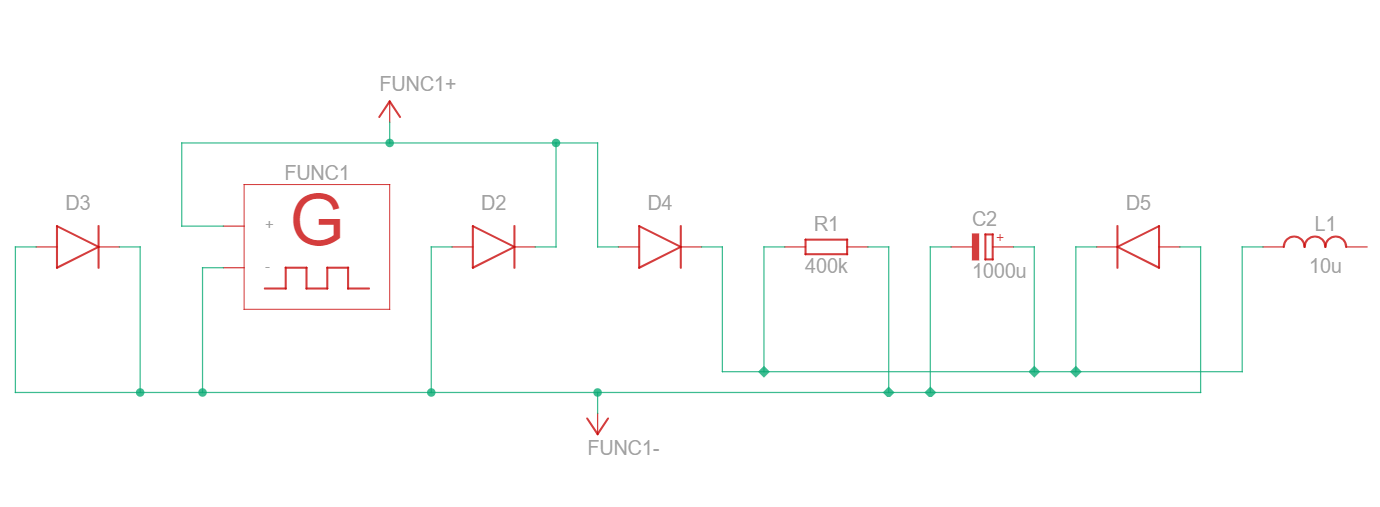 FUNC1+
FUNC1
D3
G
+
-
D2
D4
R1
400k
C2
+
1000u
D5
L1
10u
FUNC1-